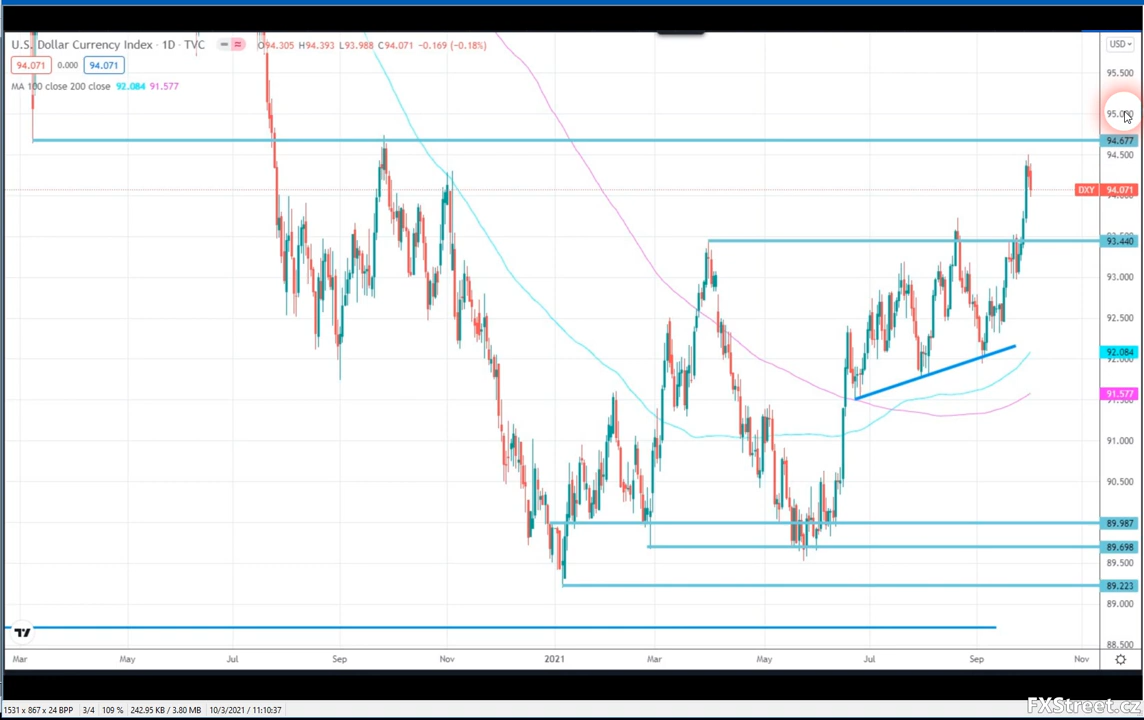 U.S. Dollar Currency Index · 1D · TVC O94.305 H94.393 L93.988 C94.071 -0.169 (-0.18%)
94.071 0.000 94.071
MA 100 close 200 close 92.084 91.577
USD
95.500
94.677
94.500
DXY 94.071
93.440
93.000
92.500
92.084
91.577
91.000
90.500
89.987
89.698
89.500
89.223
89.000
88.500
Mar May Jul Sep Nov 2021 Mar May Jul Sep Nov
1531 x 867 x 24 BPP 3/4 109 % 242.95 KB / 3.80 MB 10/3/2021 / 11:10:37
FXStreet.cz